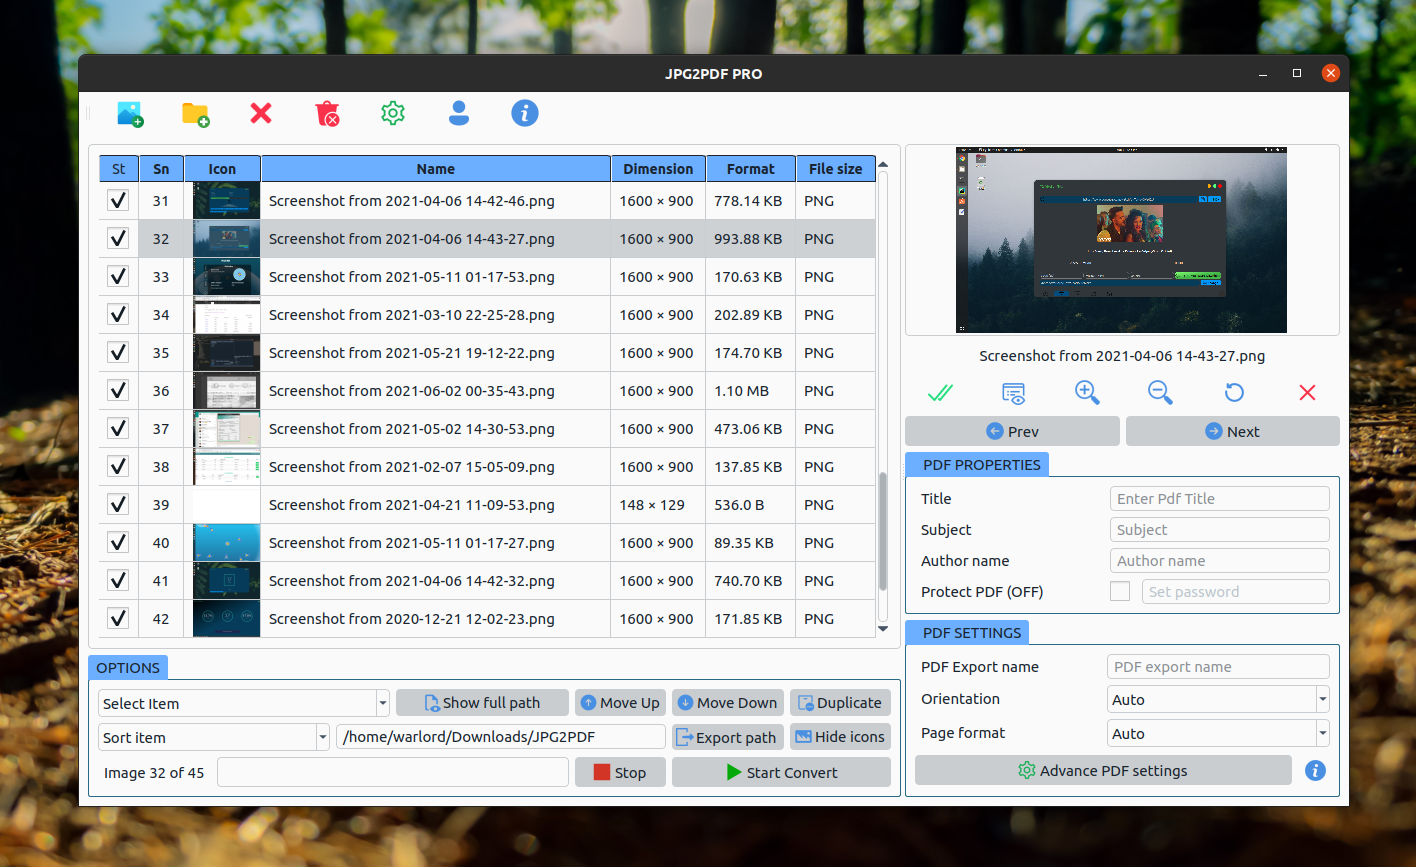 JPG2PDF PRO
St Sn Icon Name Dimension Format File size
31 Screenshot from 2021-04-06 14-42-46.png 1600 × 900 778.14 KB PNG
32 Screenshot from 2021-04-06 14-43-27.png 1600 × 900 993.88 KB PNG
33 Screenshot from 2021-05-11 01-17-53.png 1600 × 900 170.63 KB PNG
34 Screenshot from 2021-03-10 22-25-28.png 1600 × 900 202.89 KB PNG
35 Screenshot from 2021-05-21 19-12-22.png 1600 × 900 174.70 KB PNG
36 Screenshot from 2021-06-02 00-35-43.png 1600 × 900 1.10 MB PNG
37 Screenshot from 2021-05-02 14-30-53.png 1600 × 900 473.06 KB PNG
38 Screenshot from 2021-02-07 15-05-09.png 1600 × 900 137.85 KB PNG
39 Screenshot from 2021-04-21 11-09-53.png 148 × 129 536.0 B PNG
40 Screenshot from 2021-05-11 01-17-27.png 1600 × 900 89.35 KB PNG
41 Screenshot from 2021-04-06 14-42-32.png 1600 × 900 740.70 KB PNG
42 Screenshot from 2020-12-21 12-02-23.png 1600 × 900 171.85 KB PNG
OPTIONS
Select Item Show full path Move Up Move Down Duplicate
Sort item /home/warlord/Downloads/JPG2PDF Export path Hide icons
Image 32 of 45 Stop Start Convert
Screenshot from 2021-04-06 14-43-27.png
Prev Next
PDF PROPERTIES
Title Enter Pdf Title
Subject Subject
Author name Author name
Protect PDF (OFF) Set password
PDF SETTINGS
PDF Export name PDF export name
Orientation Auto
Page format Auto
Advance PDF settings